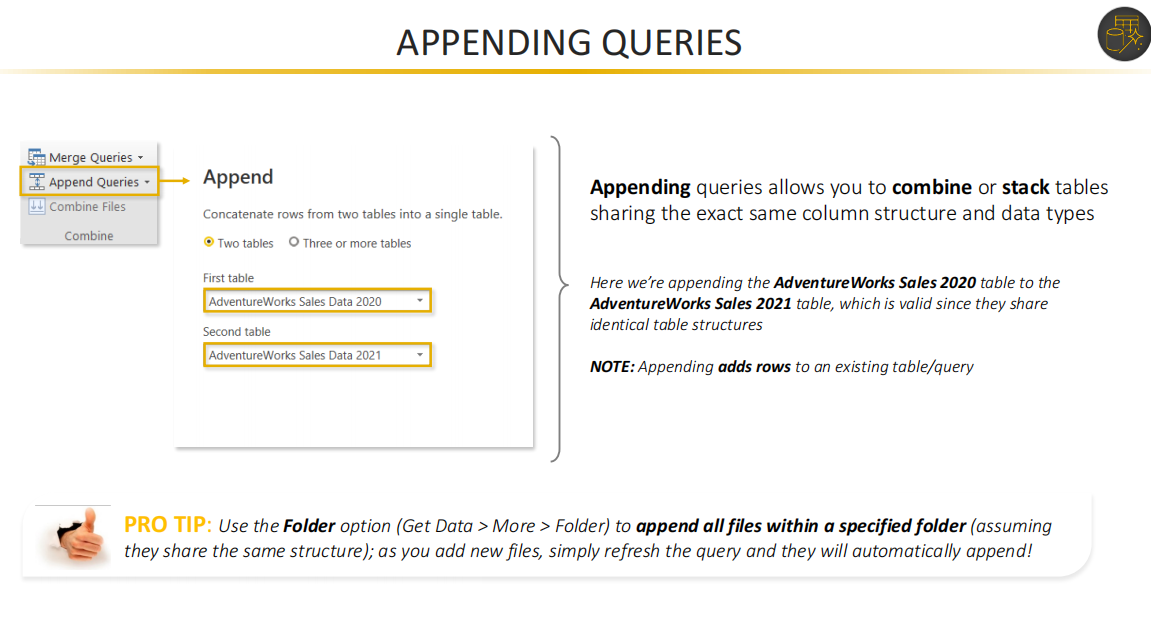 APPENDING QUERIES
Merge Queries
Append Queries
Combine Files
Combine
Append
Concatenate rows from two tables into a single table.
Two tables Three or more tables
First table
AdventureWorks Sales Data 2020
Second table
AdventureWorks Sales Data 2021
Appending queries allows you to combine or stack tables
sharing the exact same column structure and data types
Here we’re appending the AdventureWorks Sales 2020 table to the
AdventureWorks Sales 2021 table, which is valid since they share
identical table structures
NOTE: Appending adds rows to an existing table/query
PRO TIP: Use the Folder option (Get Data > More > Folder) to append all files within a specified folder (assuming
they share the same structure); as you add new files, simply refresh the query and they will automatically append!